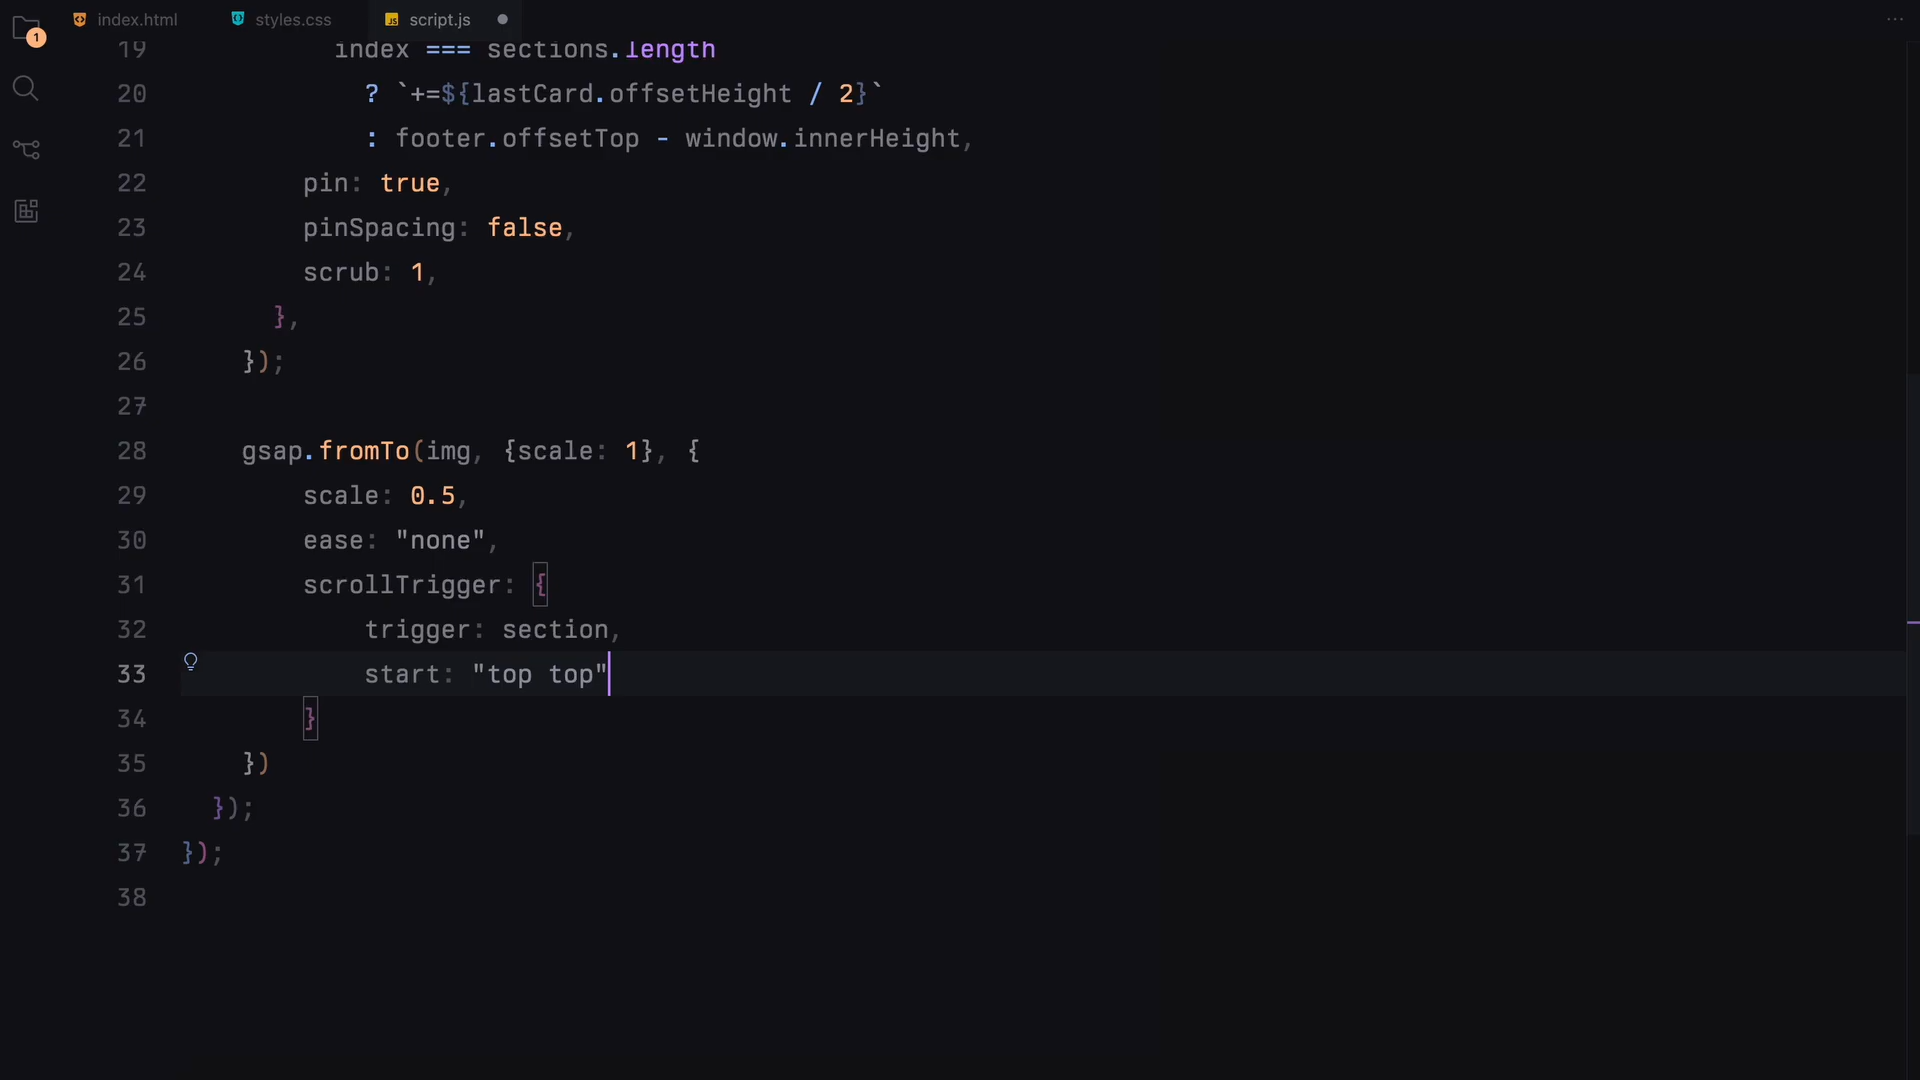 1
index.html
styles.css
JS script.js
19 index === sections.length
20 ? `+=${lastCard.offsetHeight / 2}`
21 : footer.offsetTop - window.innerHeight,
22 pin: true,
23 pinSpacing: false,
24 scrub: 1,
25 },
26 });
27
28 gsap.fromTo(img, {scale: 1}, {
29 scale: 0.5,
30 ease: "none",
31 scrollTrigger: {
32 trigger: section,
33 start: "top top"
34 }
35 })
36 });
37 });
38